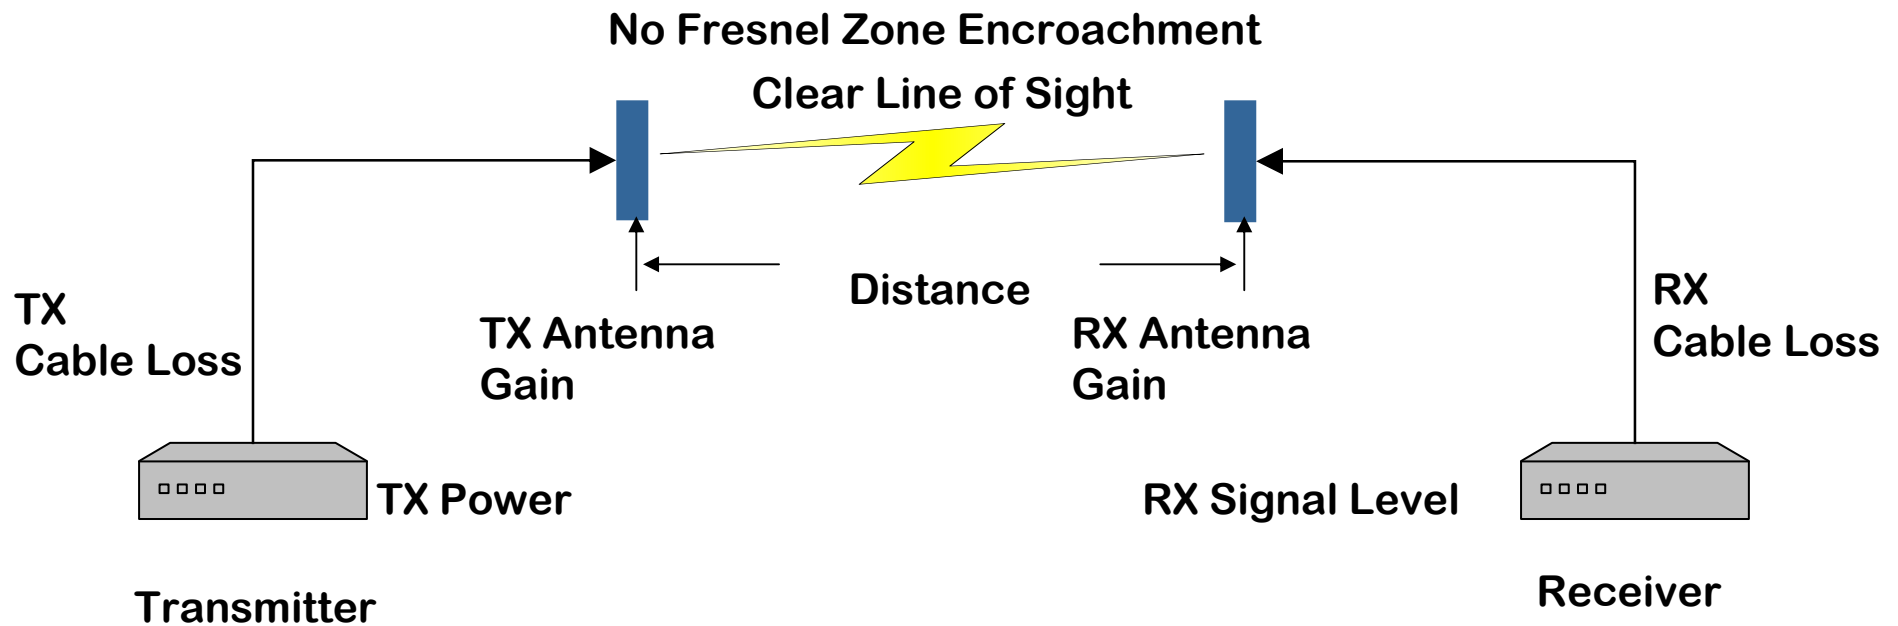 No Fresnel Zone Encroachment
Clear Line of Sight
Distance
TX
Cable Loss
TX Antenna
Gain
RX Antenna
Gain
RX
Cable Loss
TX Power
RX Signal Level
Transmitter
Receiver